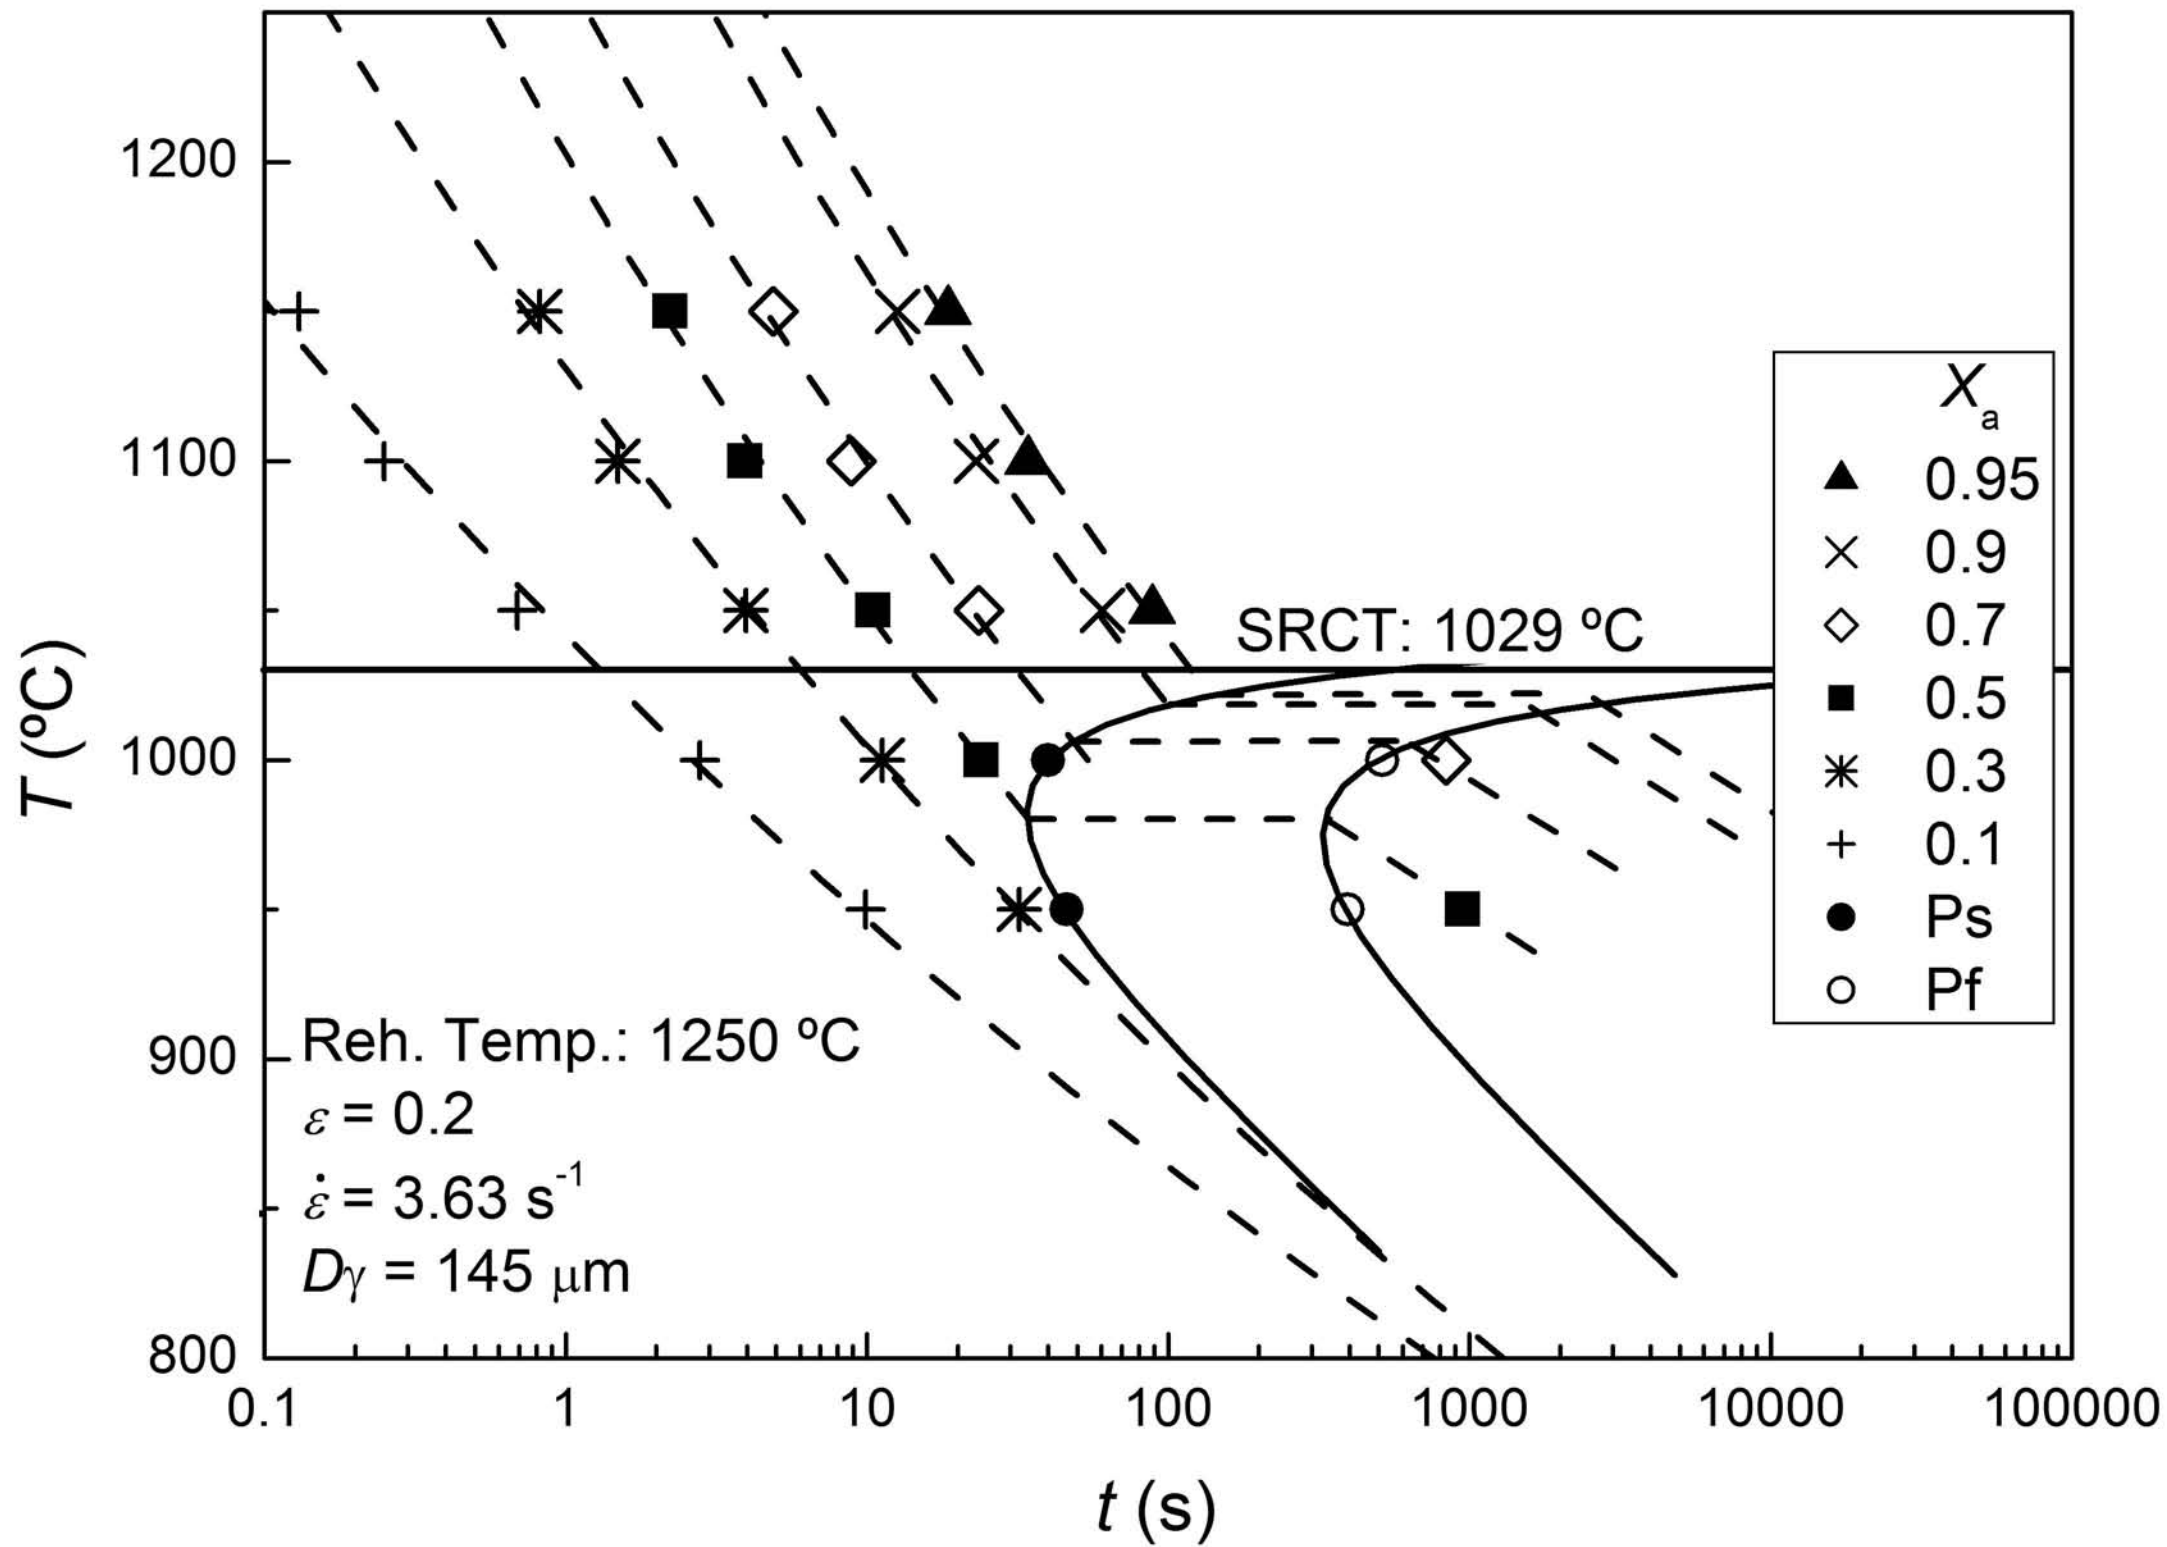 1200
1100
1000
900
800
T (ºC)
SRCT: 1029 ºC
Xa
0.95
0.9
0.7
0.5
0.3
0.1
Ps
Pf
Reh. Temp.: 1250 ºC
ε = 0.2
ε̇ = 3.63 s⁻¹
Dγ = 145 μm
0.1 1 10 100 1000 10000 100000
t (s)